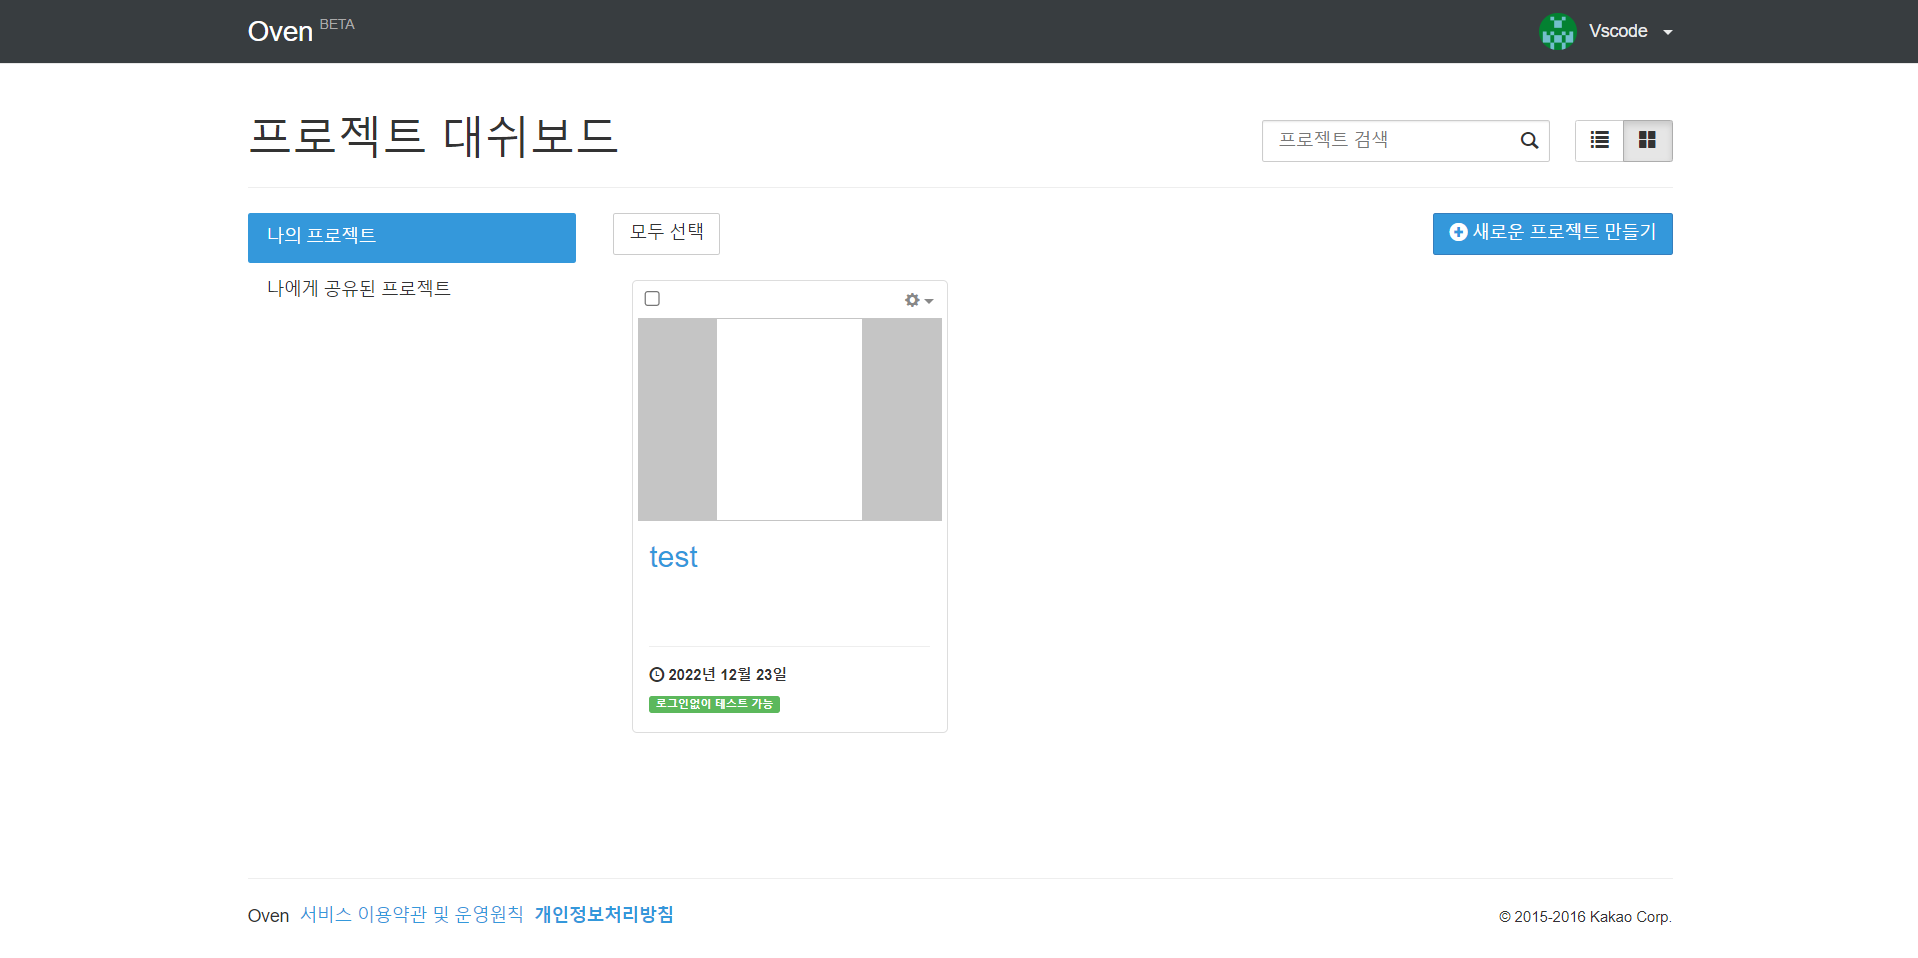 Oven BETA
Vscode
프로젝트 대쉬보드
프로젝트 검색
나의 프로젝트
모두 선택
새로운 프로젝트 만들기
나에게 공유된 프로젝트
test
2022년 12월 23일
로그인없이 테스트 가능
Oven 서비스 이용약관 및 운영원칙 개인정보처리방침
© 2015-2016 Kakao Corp.